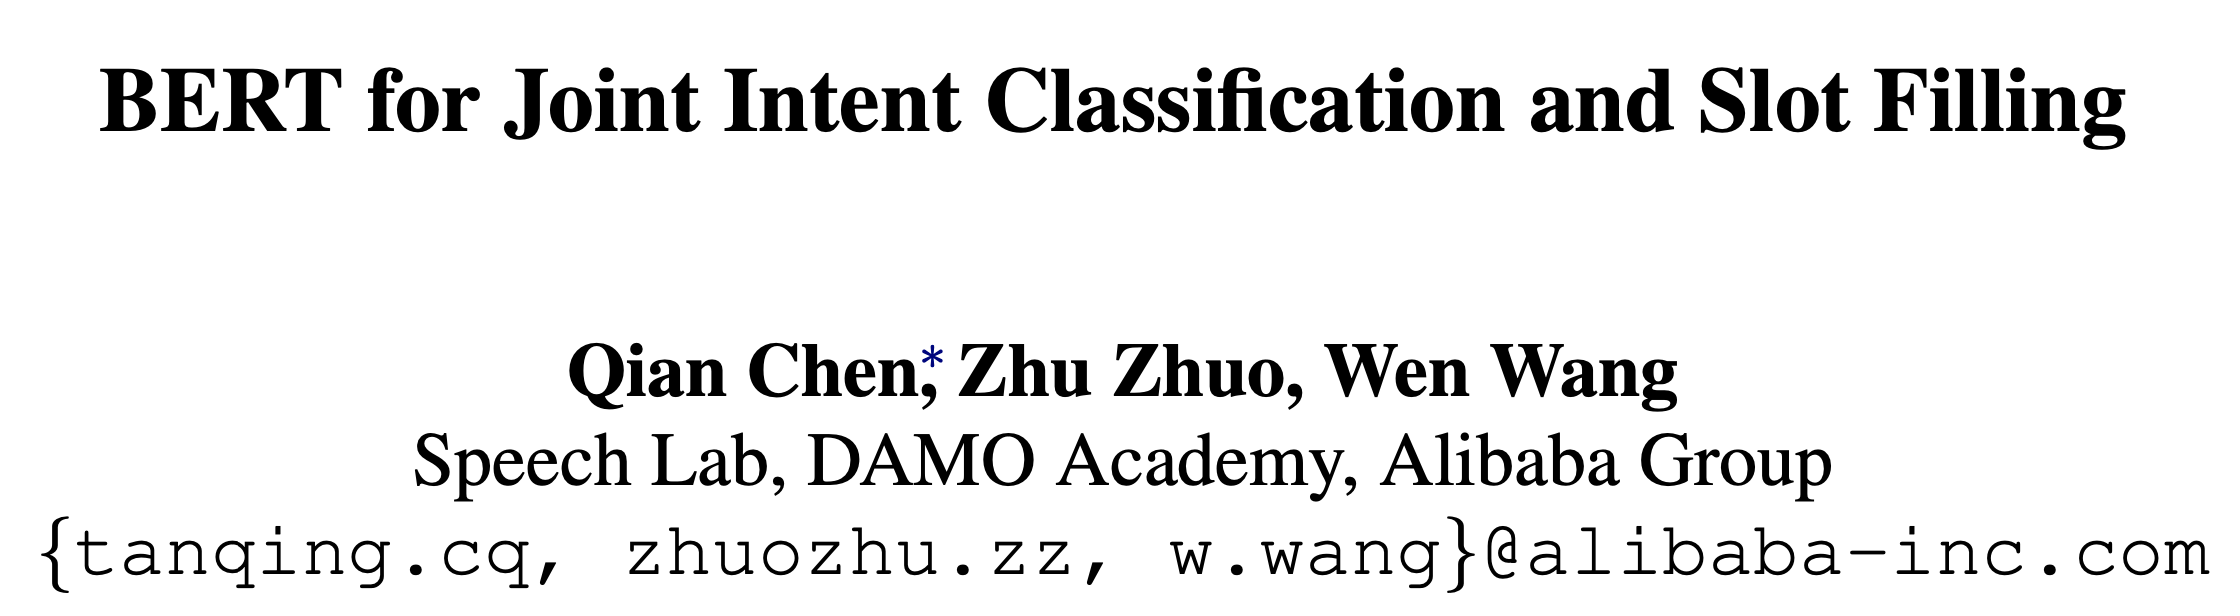 BERT for Joint Intent Classification and Slot Filling
Qian Chen,* Zhu Zhuo, Wen Wang
Speech Lab, DAMO Academy, Alibaba Group
{tanqing.cq, zhuozhu.zz, w.wang}@alibaba-inc.com